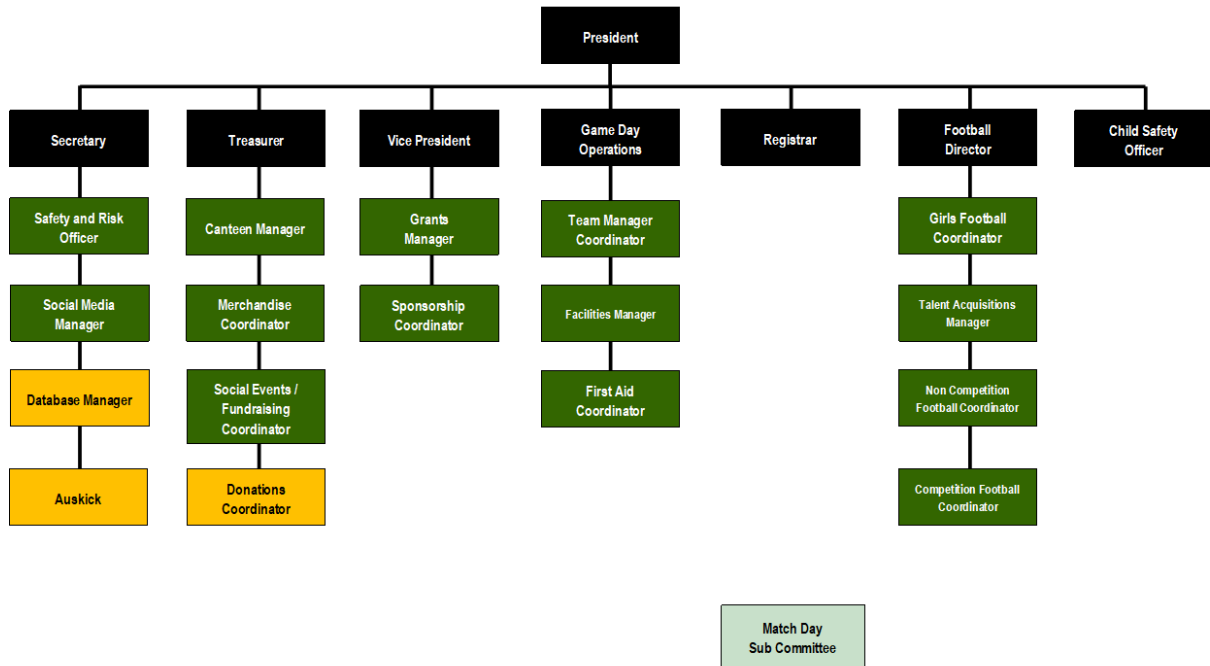 President
Secretary
Treasurer
Vice President
Game Day
Operations
Registrar
Football
Director
Child Safety
Officer
Safety and Risk
Officer
Canteen Manager
Grants
Manager
Team Manager
Coordinator
Girls Football
Coordinator
Social Media
Manager
Merchandise
Coordinator
Sponsorship
Coordinator
Facilities Manager
Talent Acquisitions
Manager
Database Manager
Social Events /
Fundraising
Coordinator
First Aid
Coordinator
Non Competition
Football Coordinator
Auskick
Donations
Coordinator
Competition Football
Coordinator
Match Day
Sub Committee